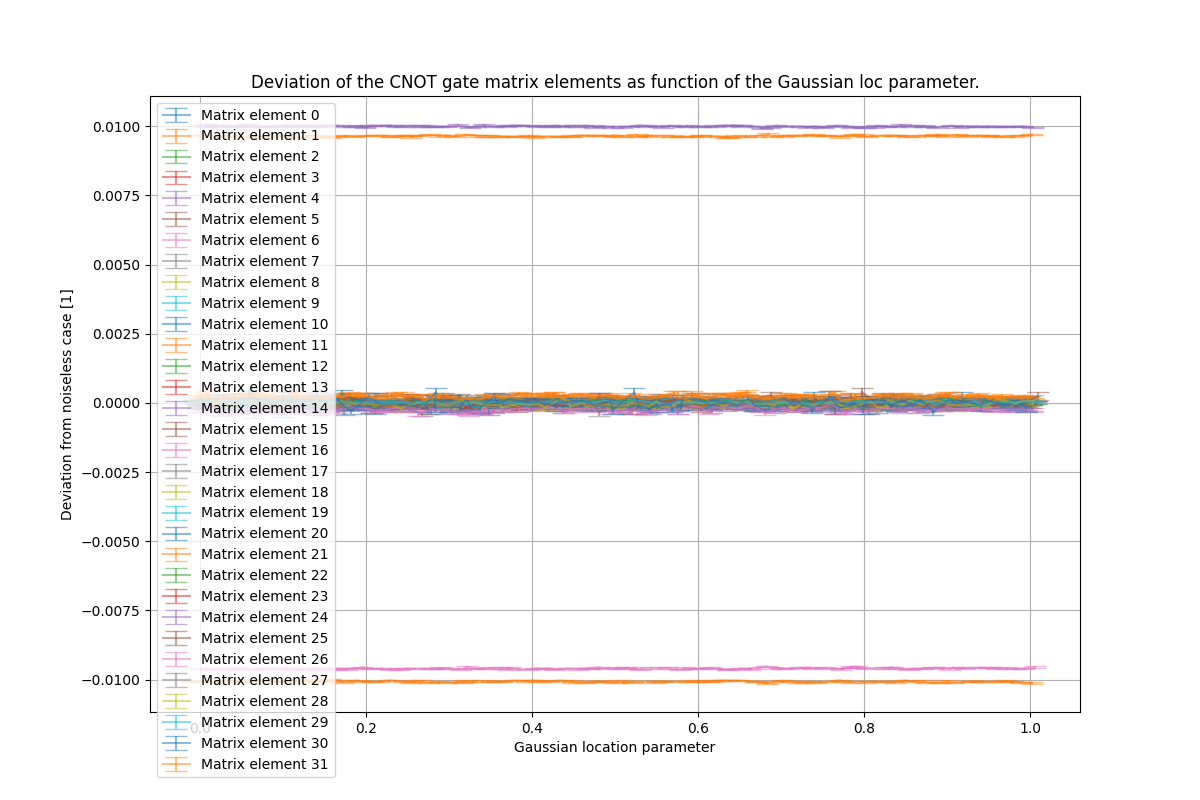 Deviation of the CNOT gate matrix elements as function of the Gaussian loc parameter.
Deviation from noiseless case [1]
0.0100
0.0075
0.0050
0.0025
0.0000
−0.0025
−0.0050
−0.0075
−0.0100
Matrix element 0
Matrix element 1
Matrix element 2
Matrix element 3
Matrix element 4
Matrix element 5
Matrix element 6
Matrix element 7
Matrix element 8
Matrix element 9
Matrix element 10
Matrix element 11
Matrix element 12
Matrix element 13
Matrix element 14
Matrix element 15
Matrix element 16
Matrix element 17
Matrix element 18
Matrix element 19
Matrix element 20
Matrix element 21
Matrix element 22
Matrix element 23
Matrix element 24
Matrix element 25
Matrix element 26
Matrix element 27
Matrix element 28
Matrix element 29
Matrix element 30
Matrix element 31
0.0 0.2 0.4 0.6 0.8 1.0
Gaussian location parameter